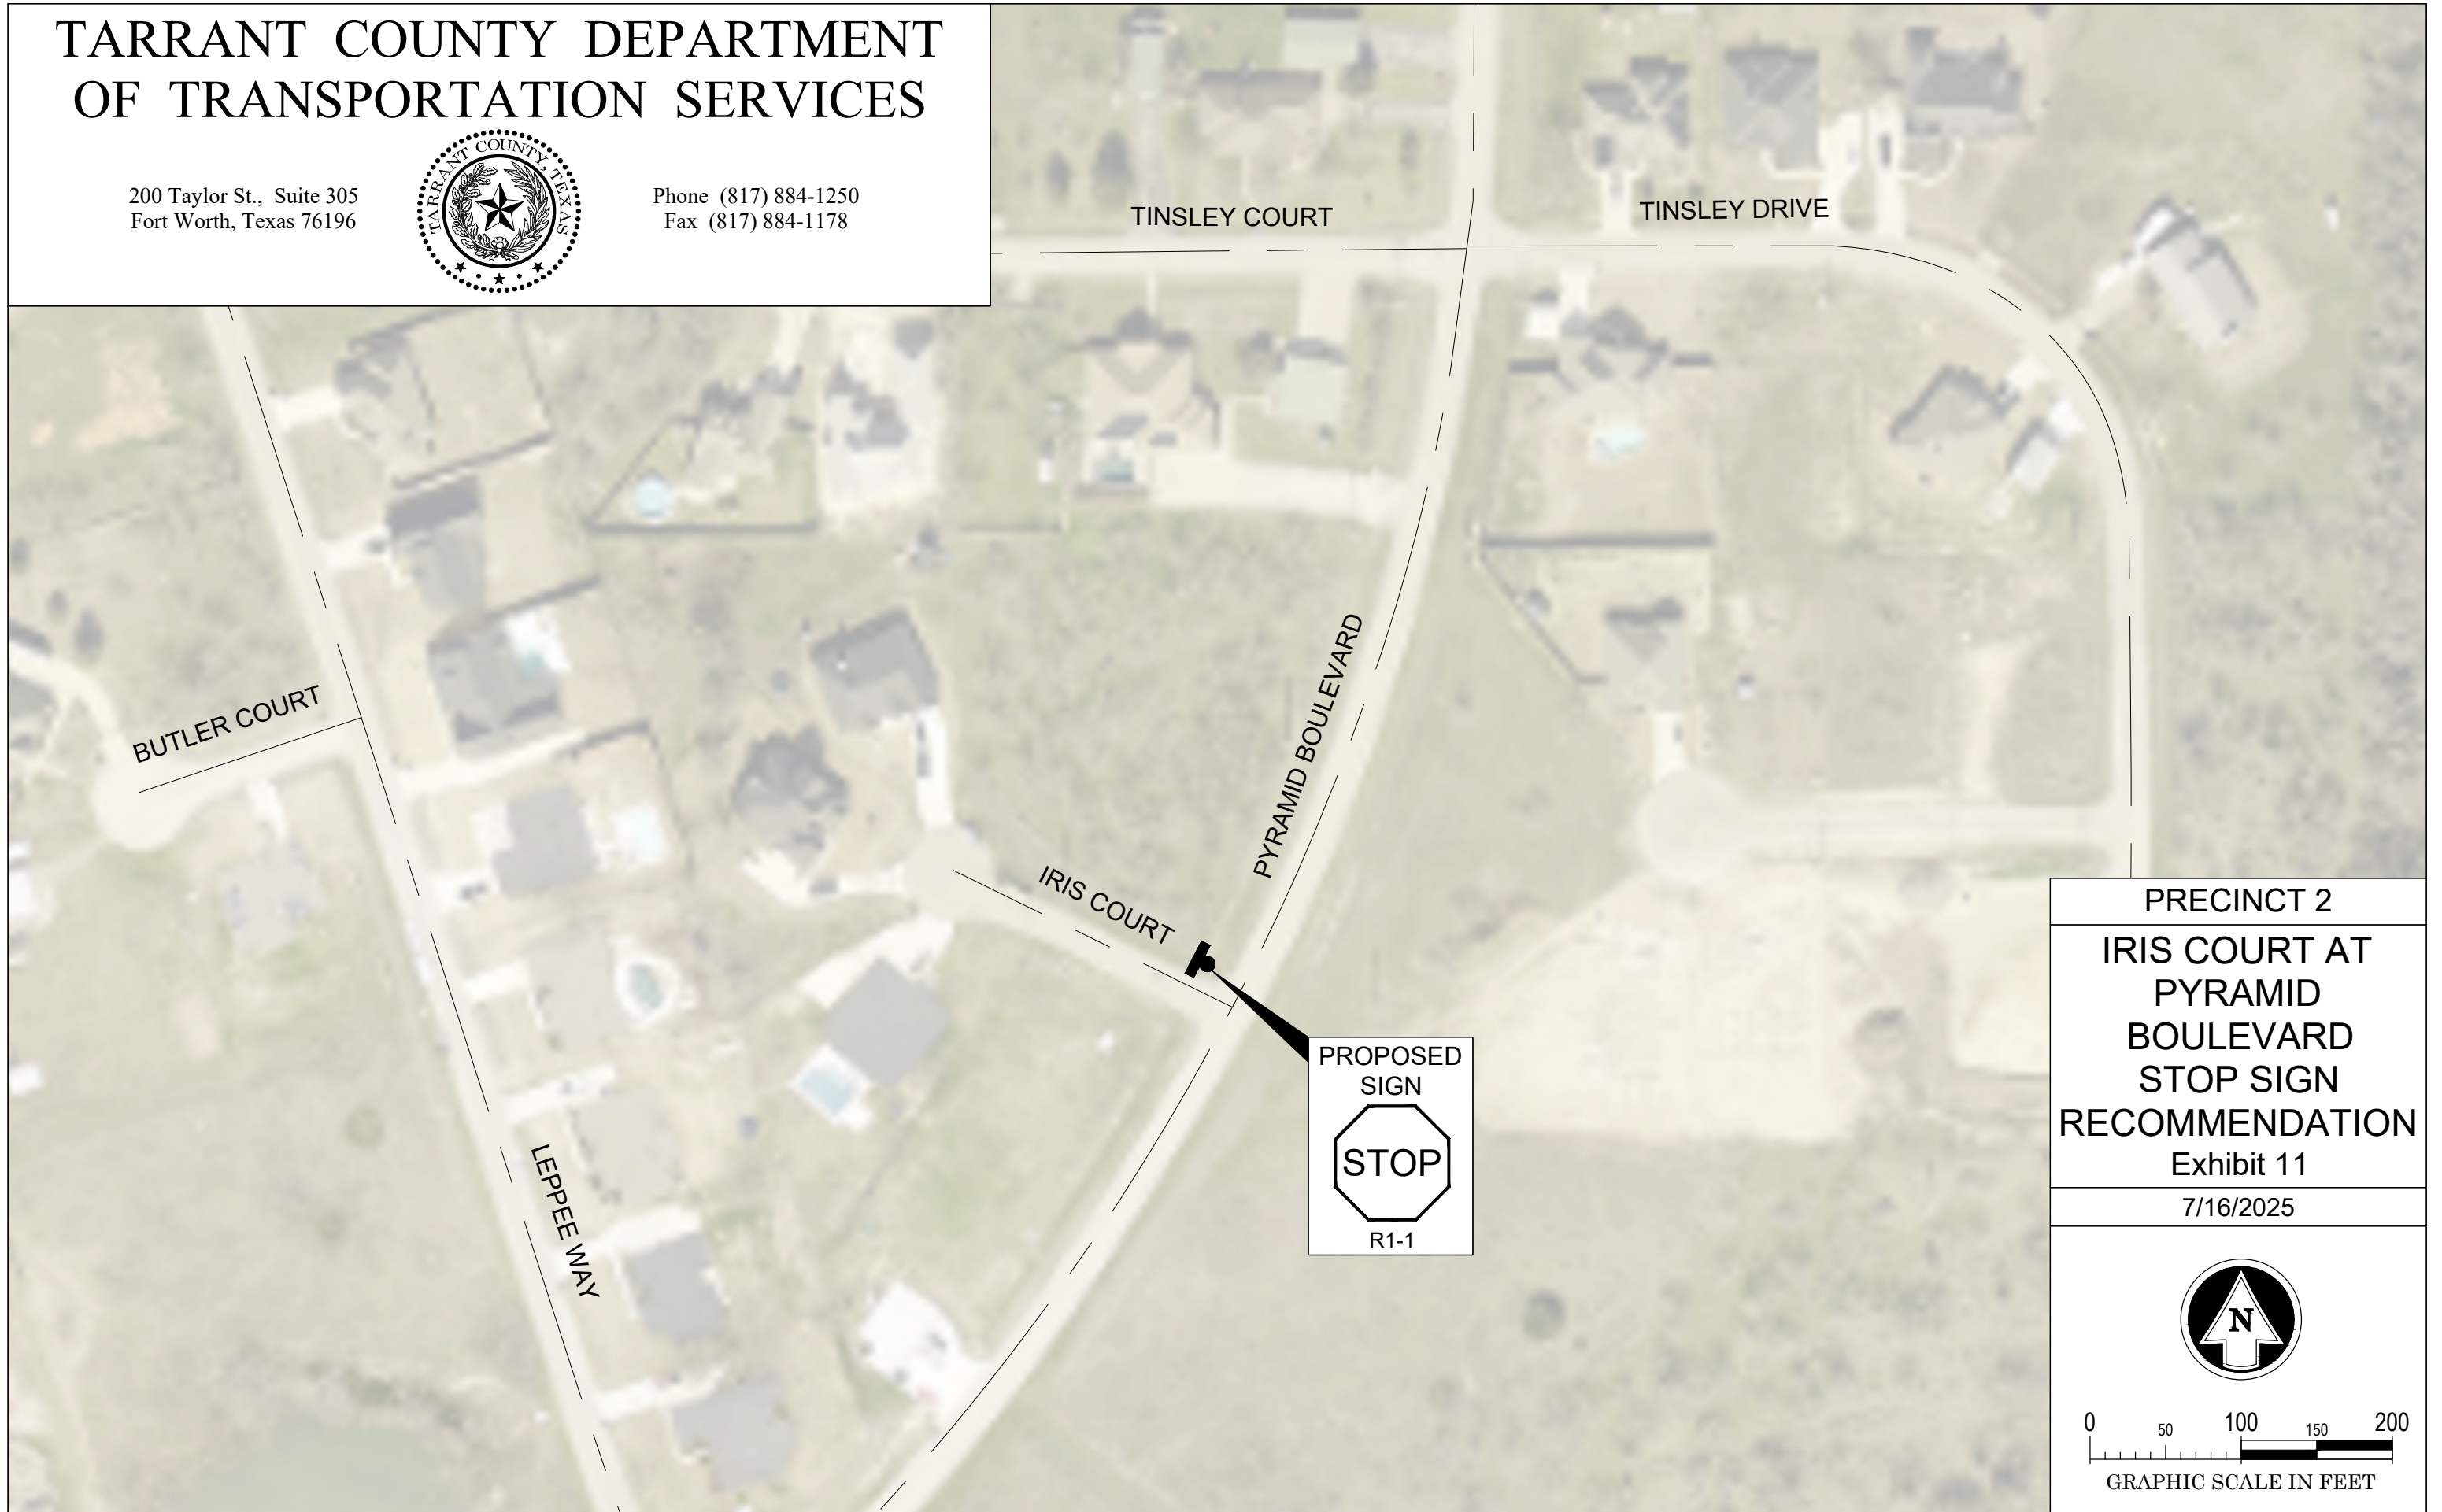 TARRANT COUNTY DEPARTMENT
OF TRANSPORTATION SERVICES
200 Taylor St., Suite 305
Fort Worth, Texas 76196
TARRANT COUNTY, TEXAS
Phone (817) 884-1250
Fax (817) 884-1178
TINSLEY COURT
TINSLEY DRIVE
BUTLER COURT
PYRAMID BOULEVARD
IRIS COURT
LEPPEE WAY
PROPOSED
SIGN
STOP
R1-1
PRECINCT 2
IRIS COURT AT
PYRAMID
BOULEVARD
STOP SIGN
RECOMMENDATION
Exhibit 11
7/16/2025
N
0 50 100 150 200
GRAPHIC SCALE IN FEET